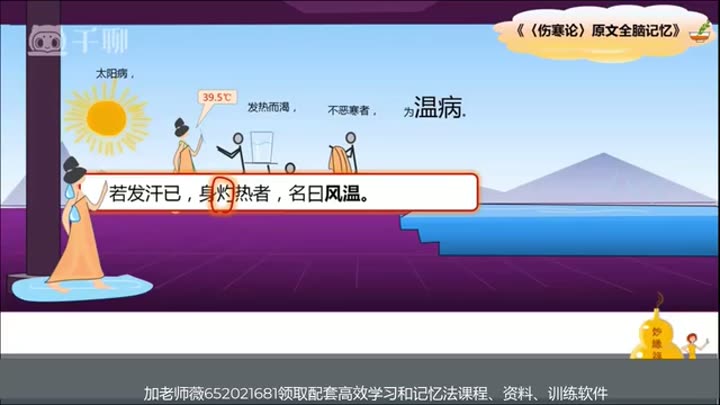 千聊
《〈伤寒论〉原文全脑记忆》
太阳病，
39.5℃
发热而渴，
不恶寒者，
为温病.
若发汗已，身灼热者，名曰风温。
加老师薇652021681领取配套高效学习和记忆法课程、资料、训练软件